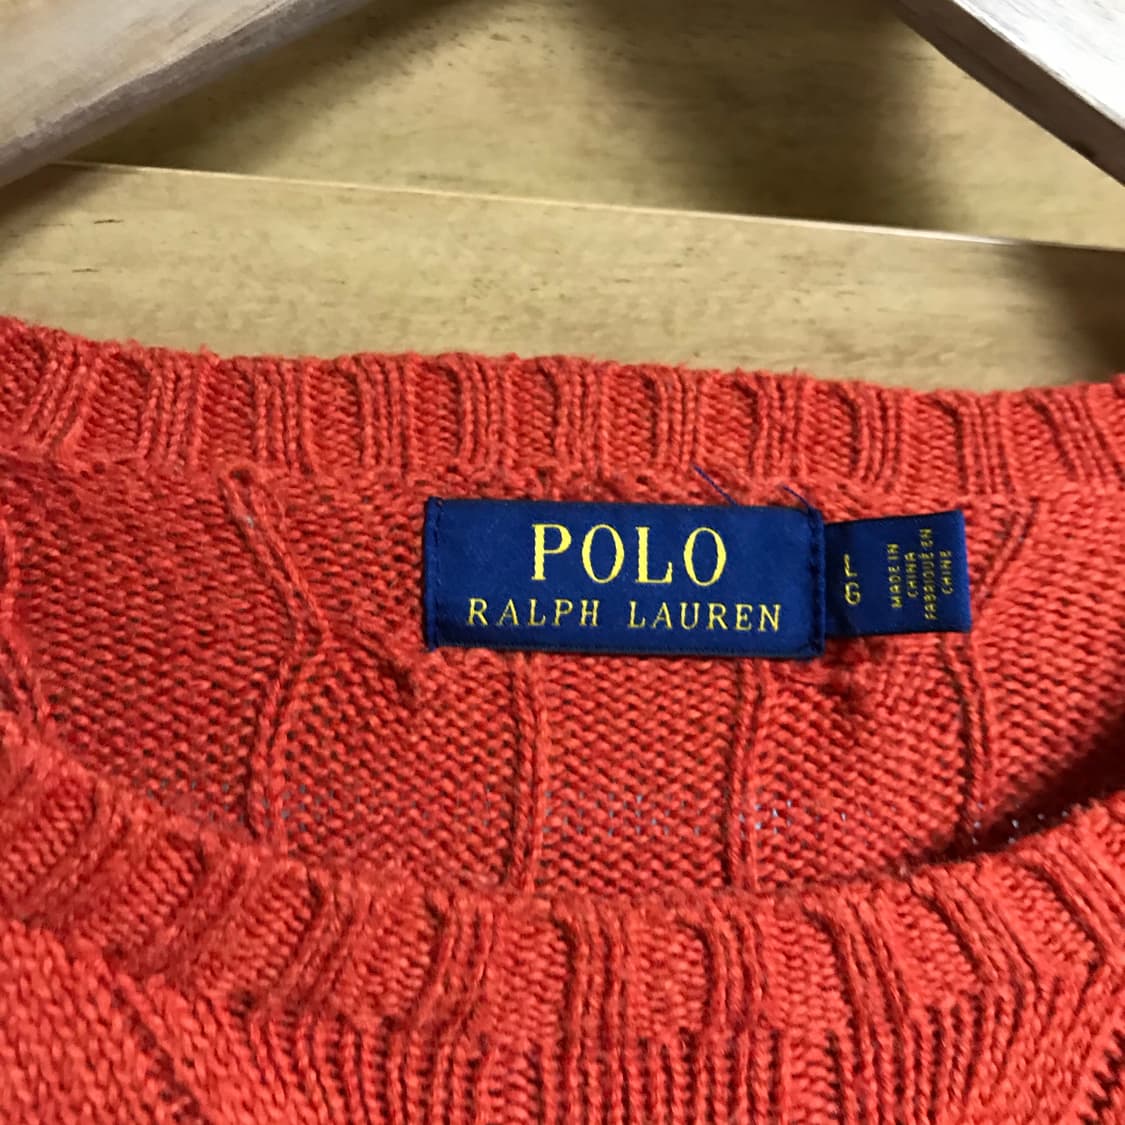 POLO
RALPH LAUREN
L G
MADE IN
CHINA
FABRIQUÉ EN
CHINE